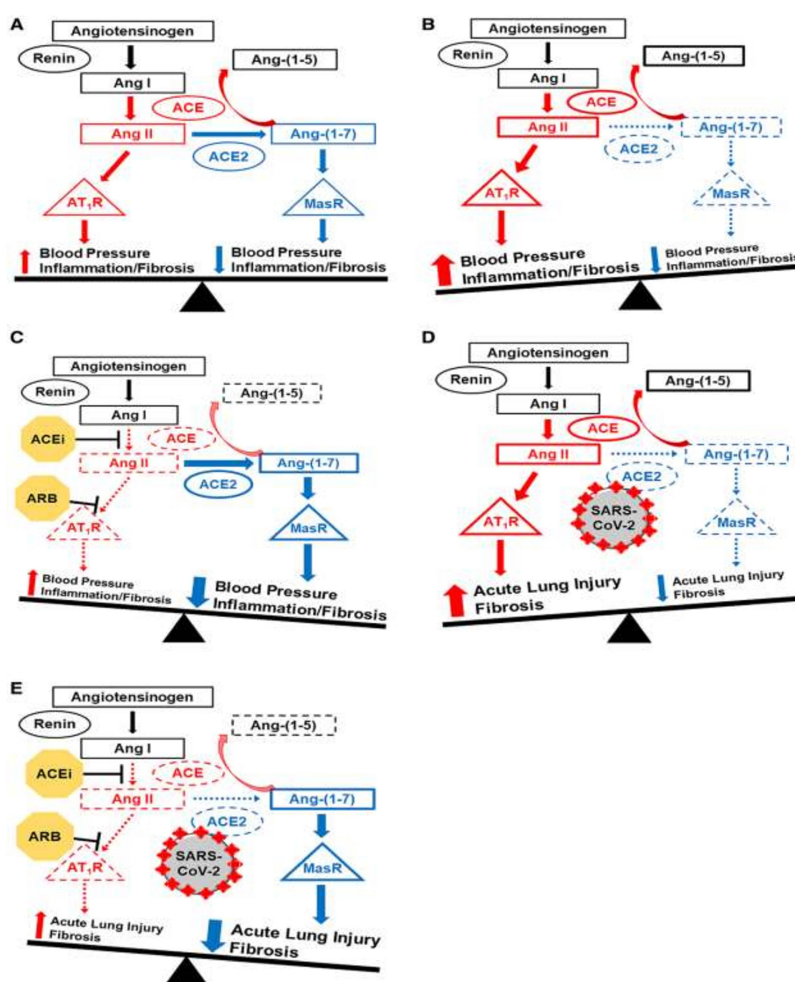 A
Angiotensinogen
Renin
Ang I
Ang-(1-5)
ACE
Ang II
Ang-(1-7)
ACE2
AT₁R
MasR
Blood Pressure
Inflammation/Fibrosis
Blood Pressure
Inflammation/Fibrosis
B
Angiotensinogen
Renin
Ang I
Ang-(1-5)
ACE
Ang II
Ang-(1-7)
ACE2
AT₁R
MasR
Blood Pressure
Inflammation/Fibrosis
Blood Pressure
Inflammation/Fibrosis
C
Angiotensinogen
Renin
Ang I
Ang-(1-5)
ACEi
ACE
Ang II
Ang-(1-7)
ACE2
ARB
AT₁R
MasR
Blood Pressure
Inflammation/Fibrosis
Blood Pressure
Inflammation/Fibrosis
D
Angiotensinogen
Renin
Ang I
Ang-(1-5)
ACE
Ang II
Ang-(1-7)
ACE2
SARS-
CoV-2
AT₁R
MasR
Acute Lung Injury
Fibrosis
Acute Lung Injury
Fibrosis
E
Angiotensinogen
Renin
Ang I
Ang-(1-5)
ACEi
ACE
Ang II
Ang-(1-7)
ACE2
ARB
SARS-
CoV-2
AT₁R
MasR
Acute Lung Injury
Fibrosis
Acute Lung Injury
Fibrosis